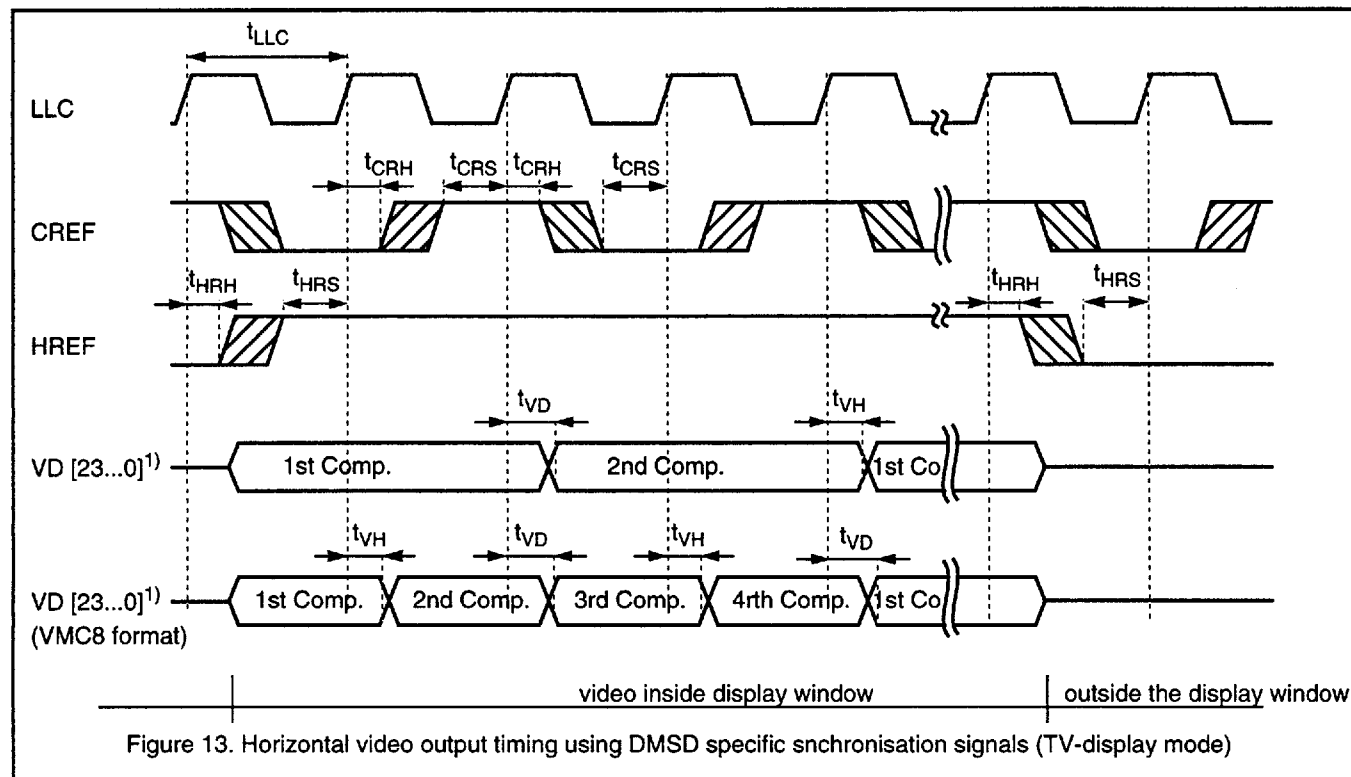 tLLC
LLC
tCRH tCRS tCRH tCRS
CREF
tHRH tHRS tHRH tHRS
HREF
tVD tVH
VD [23...0]1) 1st Comp. 2nd Comp. 1st Co
tVH tVD tVH tVD
VD [23...0]1) 1st Comp. 2nd Comp. 3rd Comp. 4rth Comp. 1st Co
(VMC8 format)
video inside display window outside the display window
Figure 13. Horizontal video output timing using DMSD specific snchronisation signals (TV-display mode)